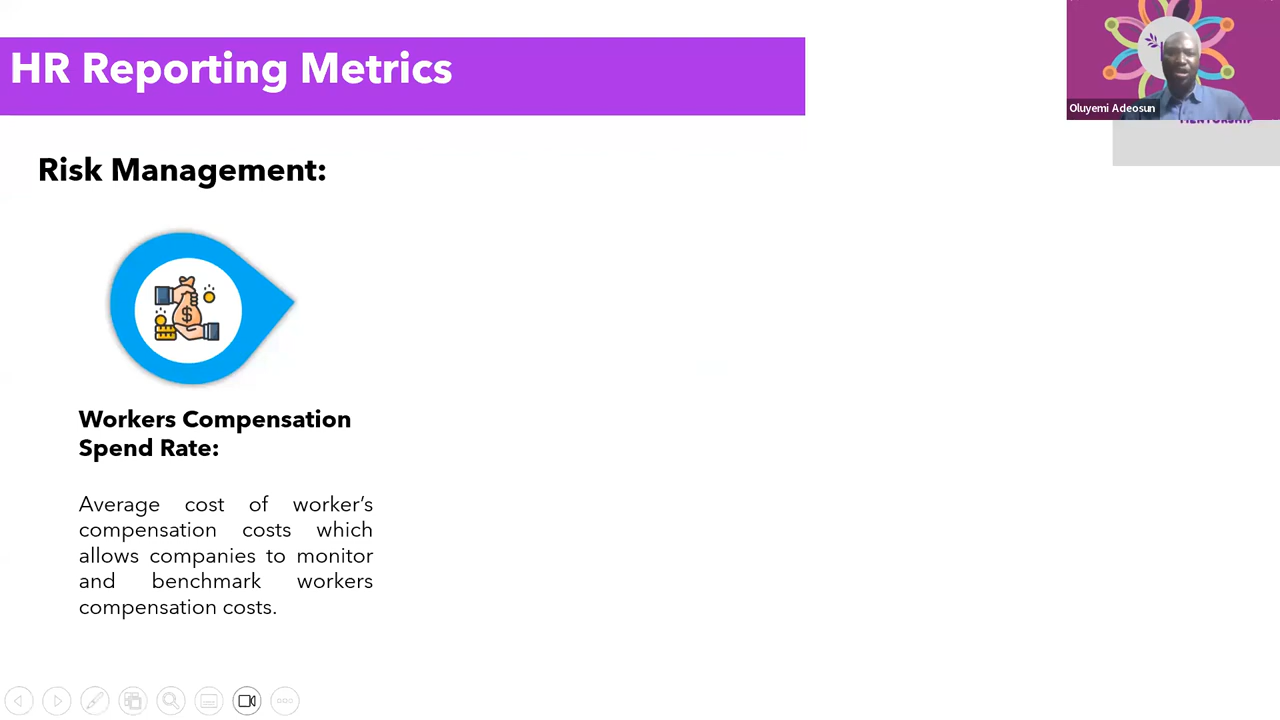 HR Reporting Metrics
Oluyemi Adeosun
MENTORSHIP
Risk Management:
$
Workers Compensation
Spend Rate:
Average cost of worker’s
compensation costs which
allows companies to monitor
and benchmark workers
compensation costs.